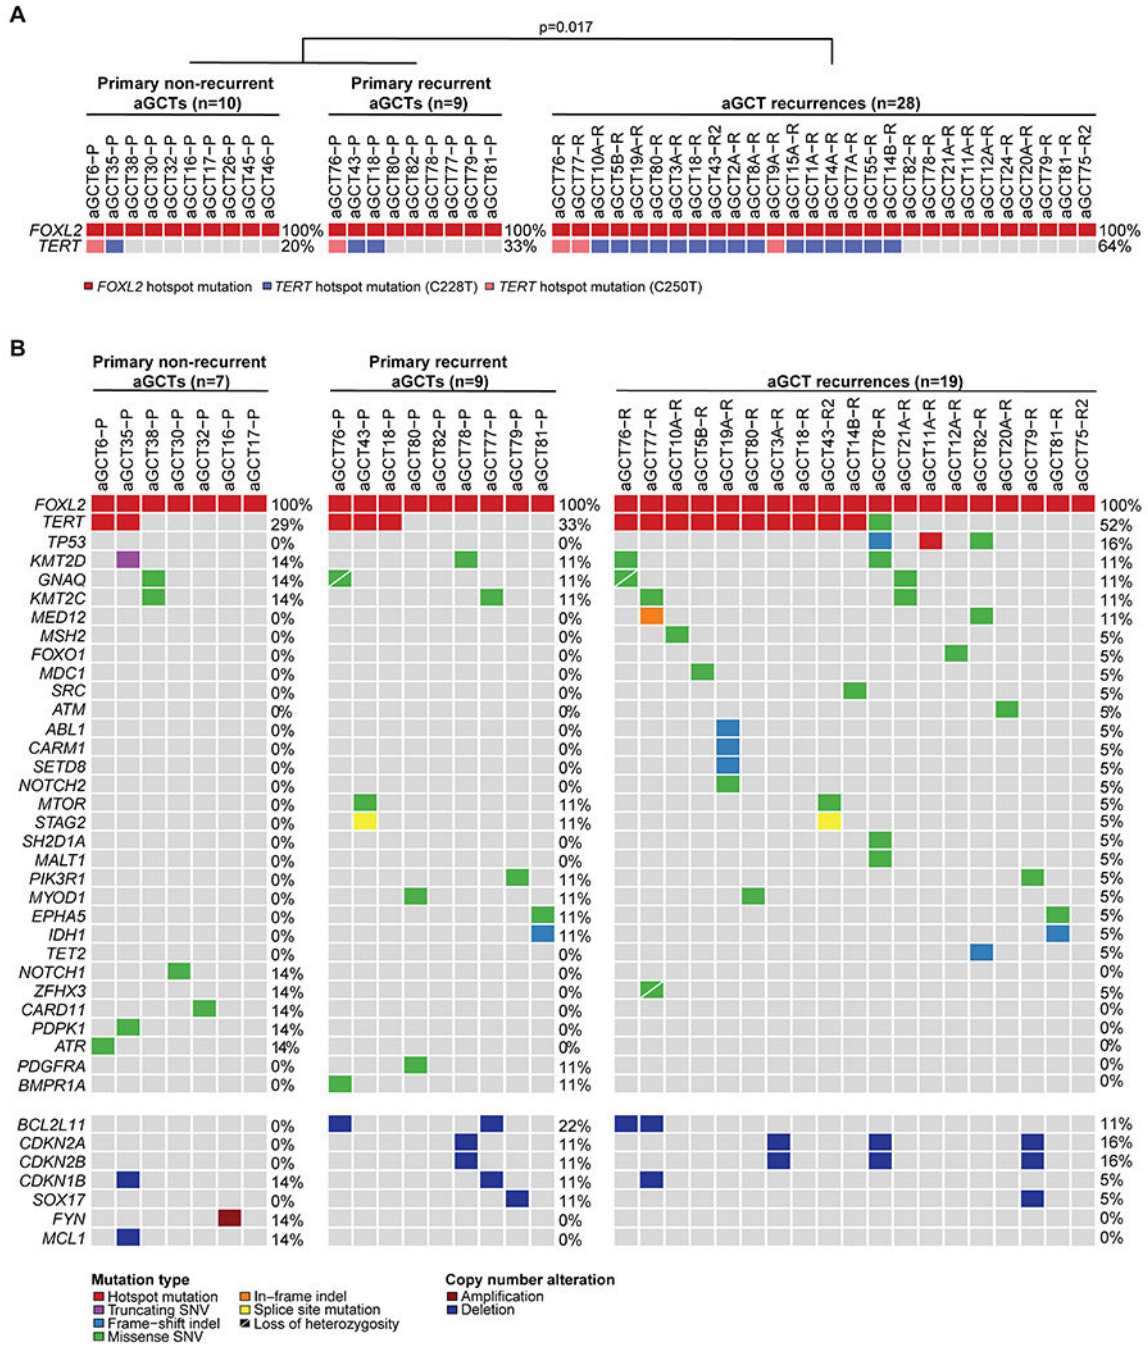 A
p=0.017
Primary non-recurrent
aGCTs (n=10)
Primary recurrent
aGCTs (n=9)
aGCT recurrences (n=28)
aGCT6-P
aGCT35-P
aGCT38-P
aGCT30-P
aGCT32-P
aGCT16-P
aGCT17-P
aGCT26-P
aGCT45-P
aGCT46-P
aGCT76-P
aGCT43-P
aGCT18-P
aGCT80-P
aGCT82-P
aGCT78-P
aGCT77-P
aGCT79-P
aGCT81-P
aGCT76-R
aGCT77-R
aGCT10A-R
aGCT5B-R
aGCT19A-R
aGCT80-R
aGCT3A-R
aGCT18-R
aGCT43-R2
aGCT2A-R
aGCT8A-R
aGCT9A-R
aGCT15A-R
aGCT1A-R
aGCT4A-R
aGCT7A-R
aGCT55-R
aGCT14B-R
aGCT82-R
aGCT78-R
aGCT21A-R
aGCT11A-R
aGCT12A-R
aGCT24-R
aGCT20A-R
aGCT79-R
aGCT81-R
aGCT75-R2
FOXL2 100% 100% 100%
TERT 20% 33% 64%
FOXL2 hotspot mutation TERT hotspot mutation (C228T) TERT hotspot mutation (C250T)
B
Primary non-recurrent
aGCTs (n=7)
Primary recurrent
aGCTs (n=9)
aGCT recurrences (n=19)
aGCT6-P
aGCT35-P
aGCT38-P
aGCT30-P
aGCT32-P
aGCT16-P
aGCT17-P
aGCT76-P
aGCT43-P
aGCT18-P
aGCT80-P
aGCT82-P
aGCT78-P
aGCT77-P
aGCT79-P
aGCT81-P
aGCT76-R
aGCT77-R
aGCT10A-R
aGCT5B-R
aGCT19A-R
aGCT80-R
aGCT3A-R
aGCT18-R
aGCT43-R2
aGCT14B-R
aGCT78-R
aGCT21A-R
aGCT11A-R
aGCT12A-R
aGCT82-R
aGCT20A-R
aGCT79-R
aGCT81-R
aGCT75-R2
FOXL2 100% 100% 100%
TERT 29% 33% 52%
TP53 0% 0% 16%
KMT2D 14% 11% 11%
GNAQ 14% 11% 11%
KMT2C 14% 11% 11%
MED12 0% 0% 11%
MSH2 0% 0% 5%
FOXO1 0% 0% 5%
MDC1 0% 0% 5%
SRC 0% 0% 5%
ATM 0% 0% 5%
ABL1 0% 0% 5%
CARM1 0% 0% 5%
SETD8 0% 0% 5%
NOTCH2 0% 0% 5%
MTOR 0% 11% 5%
STAG2 0% 11% 5%
SH2D1A 0% 0% 5%
MALT1 0% 0% 5%
PIK3R1 0% 11% 5%
MYOD1 0% 11% 5%
EPHA5 0% 11% 5%
IDH1 0% 11% 5%
TET2 0% 0% 5%
NOTCH1 14% 0% 0%
ZFHX3 14% 0% 5%
CARD11 14% 0% 0%
PDPK1 14% 0% 0%
ATR 14% 0% 0%
PDGFRA 0% 11% 0%
BMPR1A 0% 11% 0%
BCL2L11 0% 22% 11%
CDKN2A 0% 11% 16%
CDKN2B 0% 11% 16%
CDKN1B 14% 11% 5%
SOX17 0% 11% 5%
FYN 14% 0% 0%
MCL1 14% 0% 0%
Mutation type
Hotspot mutation
Truncating SNV
Frame-shift indel
Missense SNV
In-frame indel
Splice site mutation
Loss of heterozygosity
Copy number alteration
Amplification
Deletion